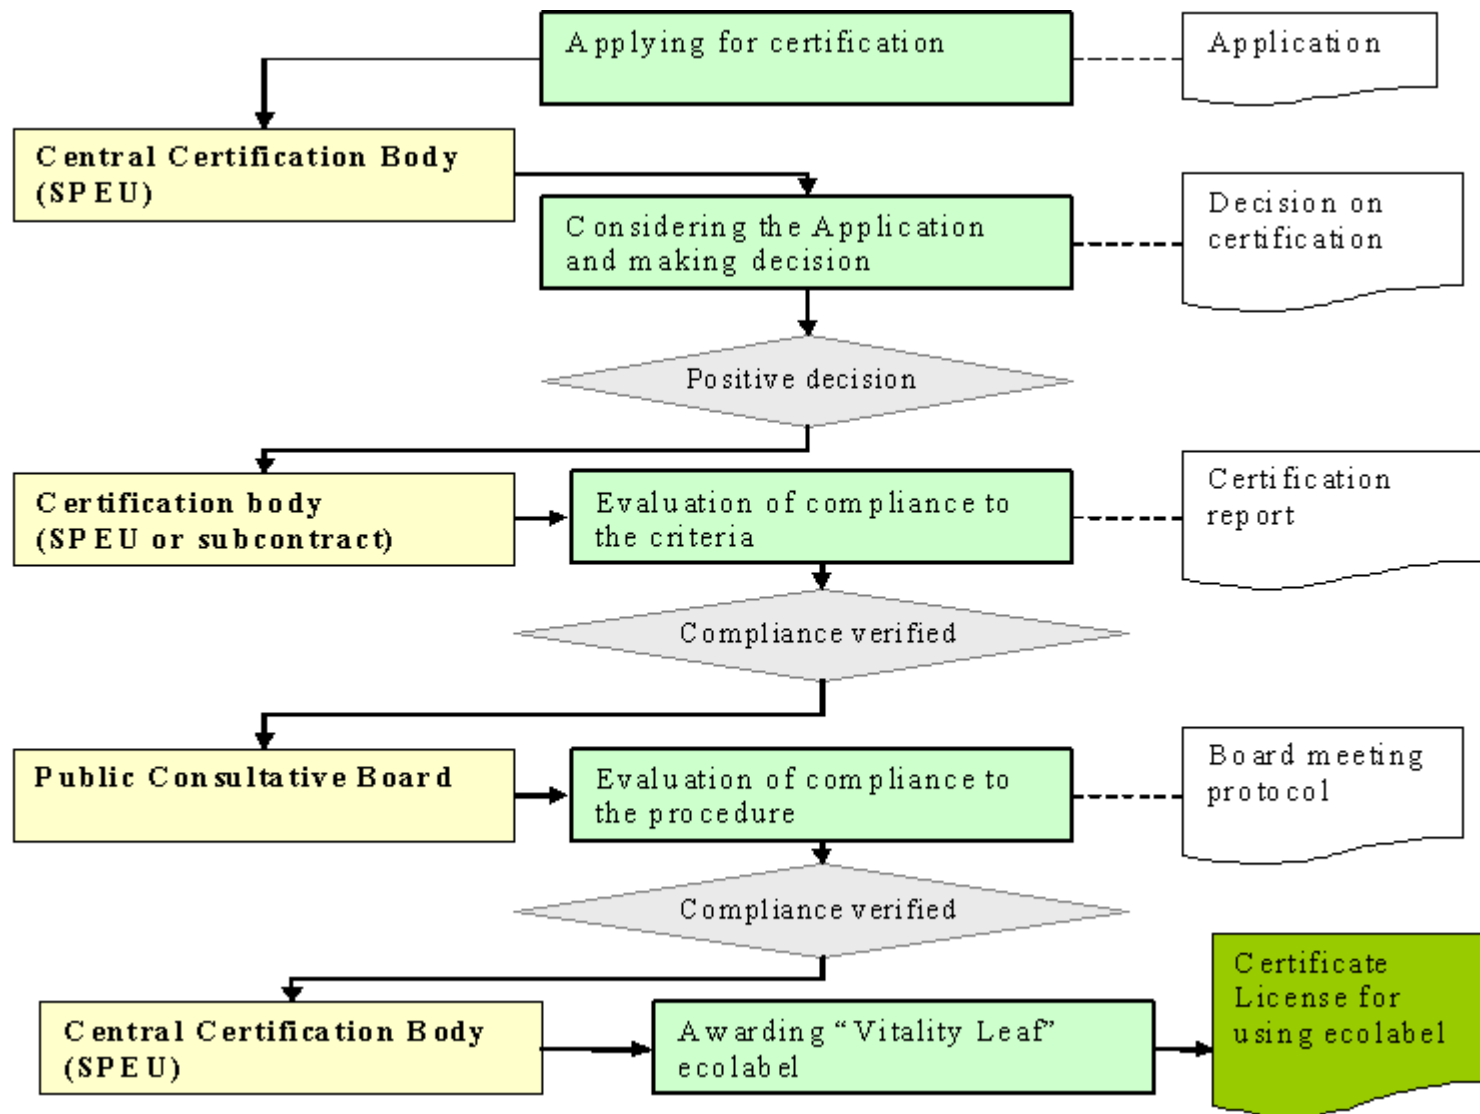 Applying for certification
Application
Central Certification Body
(SPEU)
Decision on
certification
Considering the Application
and making decision
Positive decision
Certification body
(SPEU or subcontract)
Evaluation of compliance to
the criteria
Certification
report
Compliance verified
Public Consultative Board
Evaluation of compliance to
the procedure
Board meeting
protocol
Compliance verified
Central Certification Body
(SPEU)
Awarding “Vitality Leaf”
ecolabel
Certificate
License for
using ecolabel